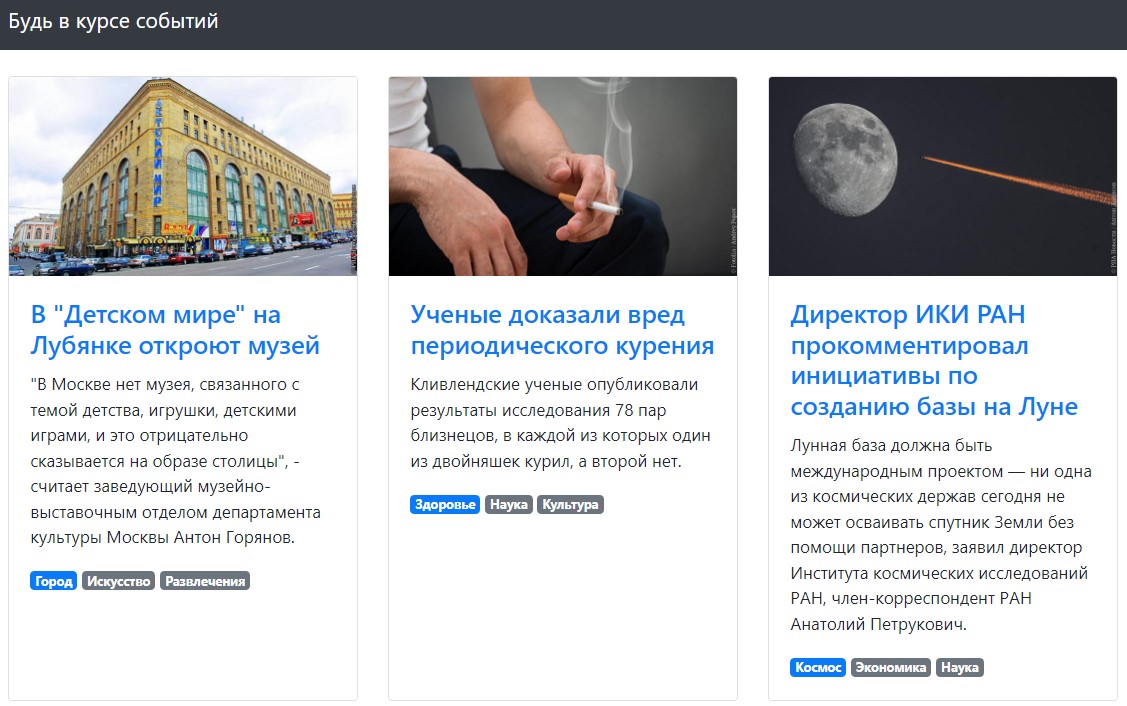 Будь в курсе событий
ДЕТСКИЙ МИР
В "Детском мире" на
Лубянке откроют музей
"В Москве нет музея, связанного с
темой детства, игрушки, детскими
играми, и это отрицательно
сказывается на образе столицы", -
считает заведующий музейно-
выставочным отделом департамента
культуры Москвы Антон Горянов.
Город Искусство Развлечения
Ученые доказали вред
периодического курения
Кливлендские ученые опубликовали
результаты исследования 78 пар
близнецов, в каждой из которых один
из двойняшек курил, а второй нет.
Здоровье Наука Культура
Директор ИКИ РАН
прокомментировал
инициативы по
созданию базы на Луне
Лунная база должна быть
международным проектом — ни одна
из космических держав сегодня не
может осваивать спутник Земли без
помощи партнеров, заявил директор
Института космических исследований
РАН, член-корреспондент РАН
Анатолий Петрукович.
Космос Экономика Наука